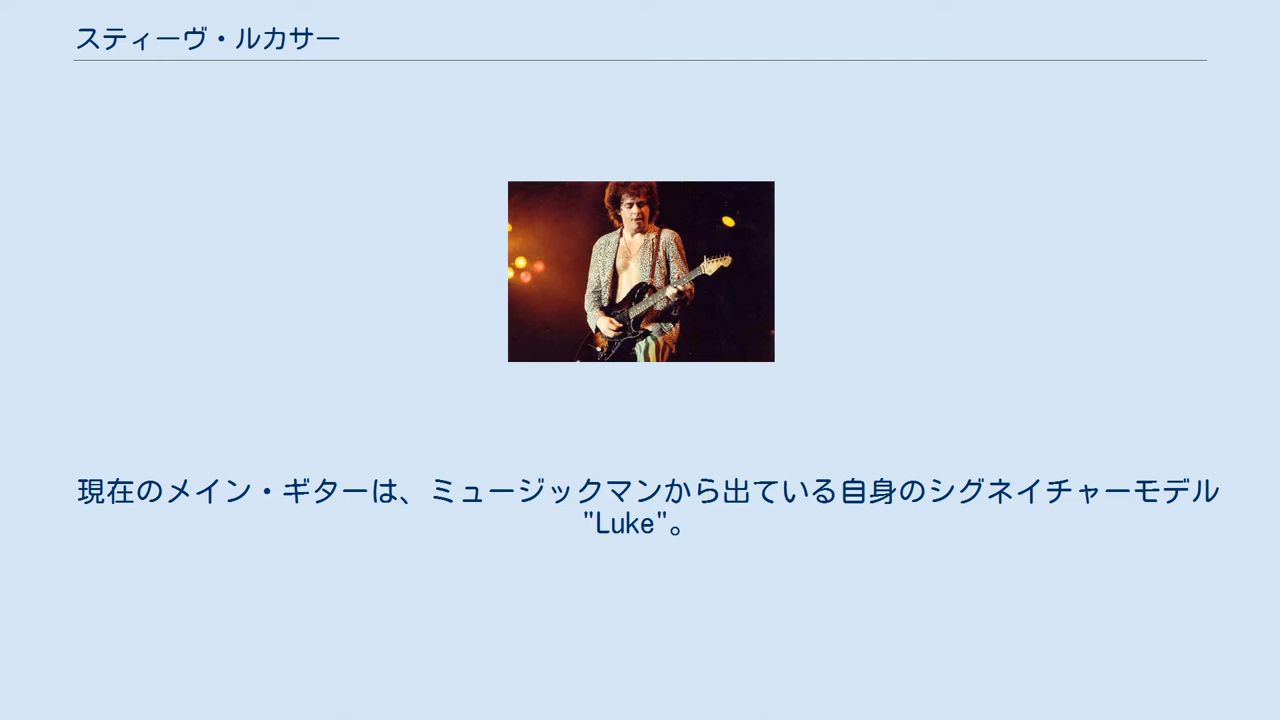 スティーヴ・ルカサー
現在のメイン・ギターは、ミュージックマンから出ている自身のシグネイチャーモデル
"Luke"。